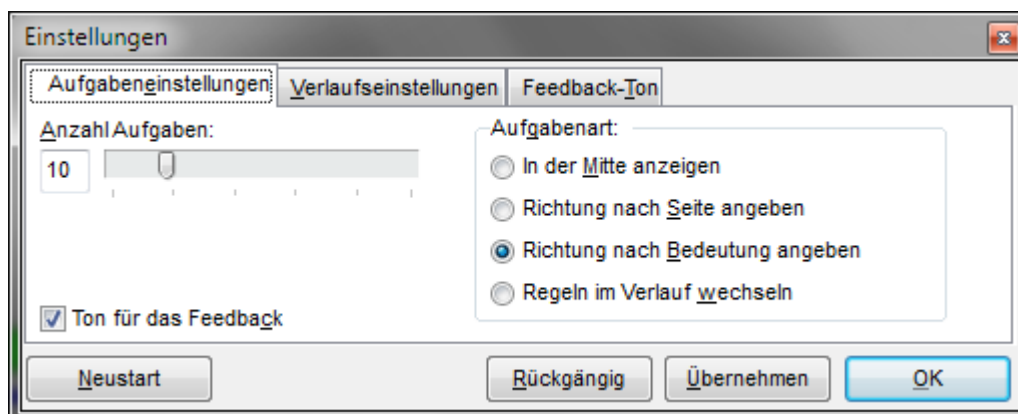 Einstellungen
Aufgabeneinstellungen Verlaufseinstellungen Feedback-Ton
Anzahl Aufgaben:
10
Aufgabenart:
In der Mitte anzeigen
Richtung nach Seite angeben
Richtung nach Bedeutung angeben
Regeln im Verlauf wechseln
Ton für das Feedback
Neustart Rückgängig Übernehmen OK